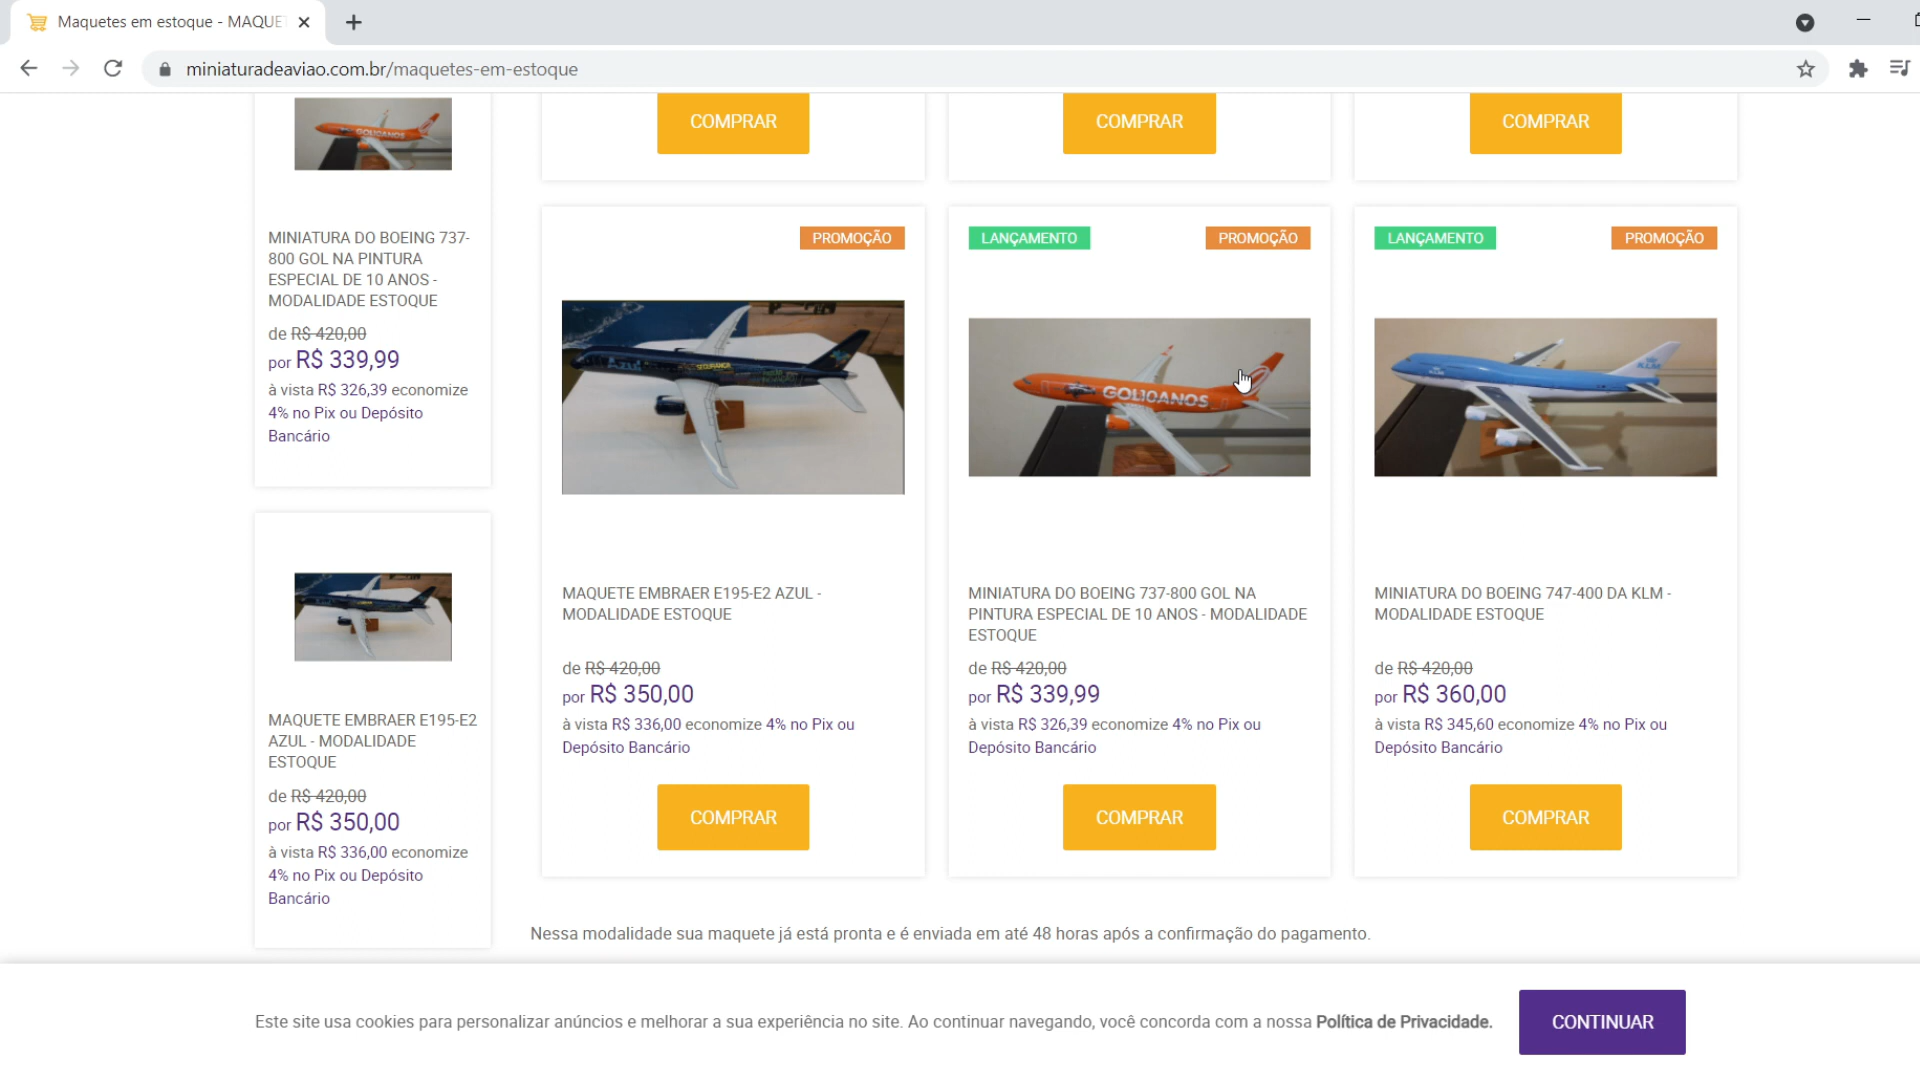 Maquetes em estoque - MAQUE
miniaturadeaviao.com.br/maquetes-em-estoque
GOL10ANOS
MINIATURA DO BOEING 737-
800 GOL NA PINTURA
ESPECIAL DE 10 ANOS -
MODALIDADE ESTOQUE
de R$ 420,00
por R$ 339,99
à vista R$ 326,39 economize
4% no Pix ou Depósito
Bancário
MAQUETE EMBRAER E195-E2
AZUL - MODALIDADE
ESTOQUE
de R$ 420,00
por R$ 350,00
à vista R$ 336,00 economize
4% no Pix ou Depósito
Bancário
COMPRAR
COMPRAR
COMPRAR
PROMOÇÃO
Azul
MAQUETE EMBRAER E195-E2 AZUL -
MODALIDADE ESTOQUE
de R$ 420,00
por R$ 350,00
à vista R$ 336,00 economize 4% no Pix ou
Depósito Bancário
COMPRAR
LANÇAMENTO
PROMOÇÃO
GOL10ANOS
MINIATURA DO BOEING 737-800 GOL NA
PINTURA ESPECIAL DE 10 ANOS - MODALIDADE
ESTOQUE
de R$ 420,00
por R$ 339,99
à vista R$ 326,39 economize 4% no Pix ou
Depósito Bancário
COMPRAR
LANÇAMENTO
PROMOÇÃO
KLM
MINIATURA DO BOEING 747-400 DA KLM -
MODALIDADE ESTOQUE
de R$ 420,00
por R$ 360,00
à vista R$ 345,60 economize 4% no Pix ou
Depósito Bancário
COMPRAR
Nessa modalidade sua maquete já está pronta e é enviada em até 48 horas após a confirmação do pagamento.
Este site usa cookies para personalizar anúncios e melhorar a sua experiência no site. Ao continuar navegando, você concorda com a nossa Política de Privacidade.
CONTINUAR